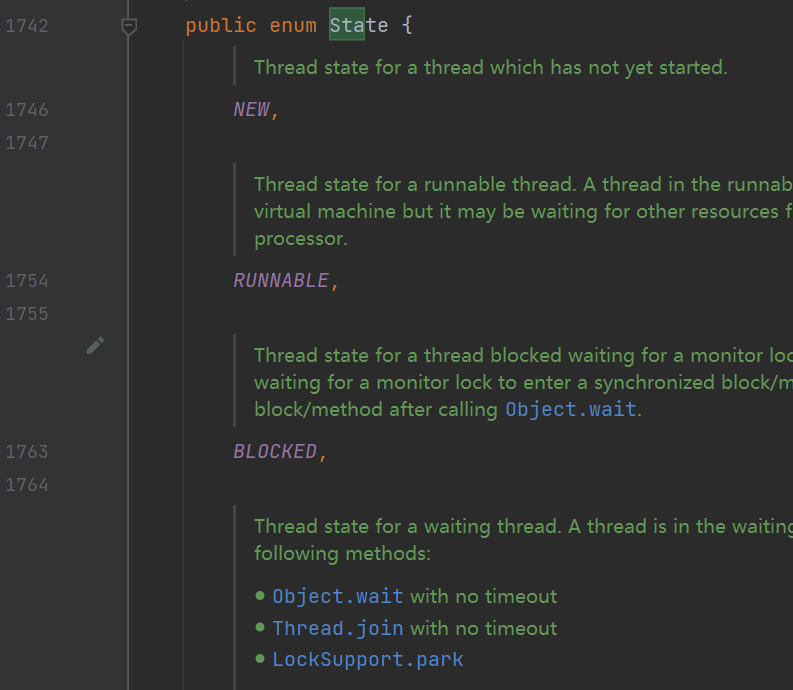 1742 public enum State {
Thread state for a thread which has not yet started.
1746 NEW,
1747
Thread state for a runnable thread. A thread in the runnab
virtual machine but it may be waiting for other resources f
processor.
1754 RUNNABLE,
1755
Thread state for a thread blocked waiting for a monitor loc
waiting for a monitor lock to enter a synchronized block/m
block/method after calling Object.wait.
1763 BLOCKED,
1764
Thread state for a waiting thread. A thread is in the waiting
following methods:
• Object.wait with no timeout
• Thread.join with no timeout
• LockSupport.park